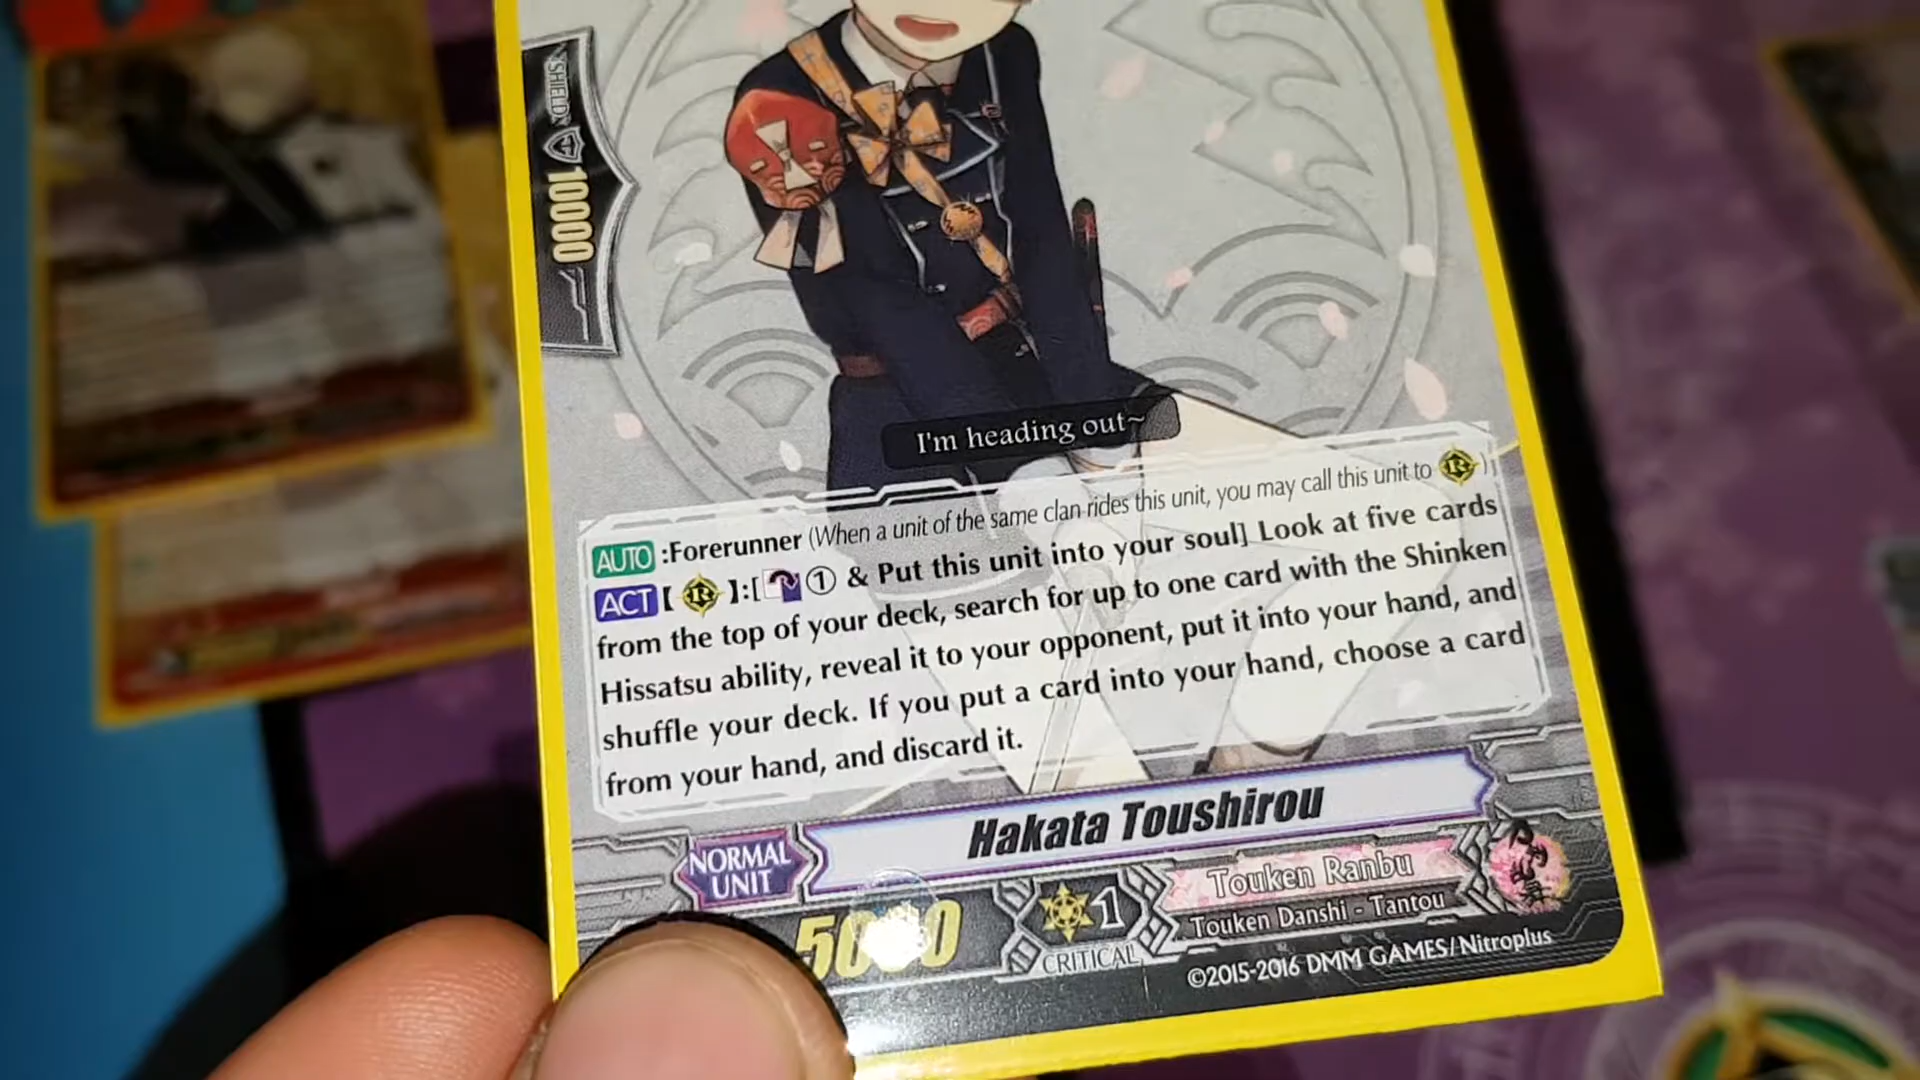 SHIELD 10000
I'm heading out~
AUTO :Forerunner (When a unit of the same clan rides this unit, you may call this unit to R)
ACT【R】:[①  & Put this unit into your soul] Look at five cards
from the top of your deck, search for up to one card with the Shinken
Hissatsu ability, reveal it to your opponent, put it into your hand, and
shuffle your deck. If you put a card into your hand, choose a card
from your hand, and discard it.
Hakata Toushirou
NORMAL
UNIT
5000
1
CRITICAL
Touken Ranbu
Touken Danshi - Tantou
©2015-2016 DMM GAMES/Nitroplus